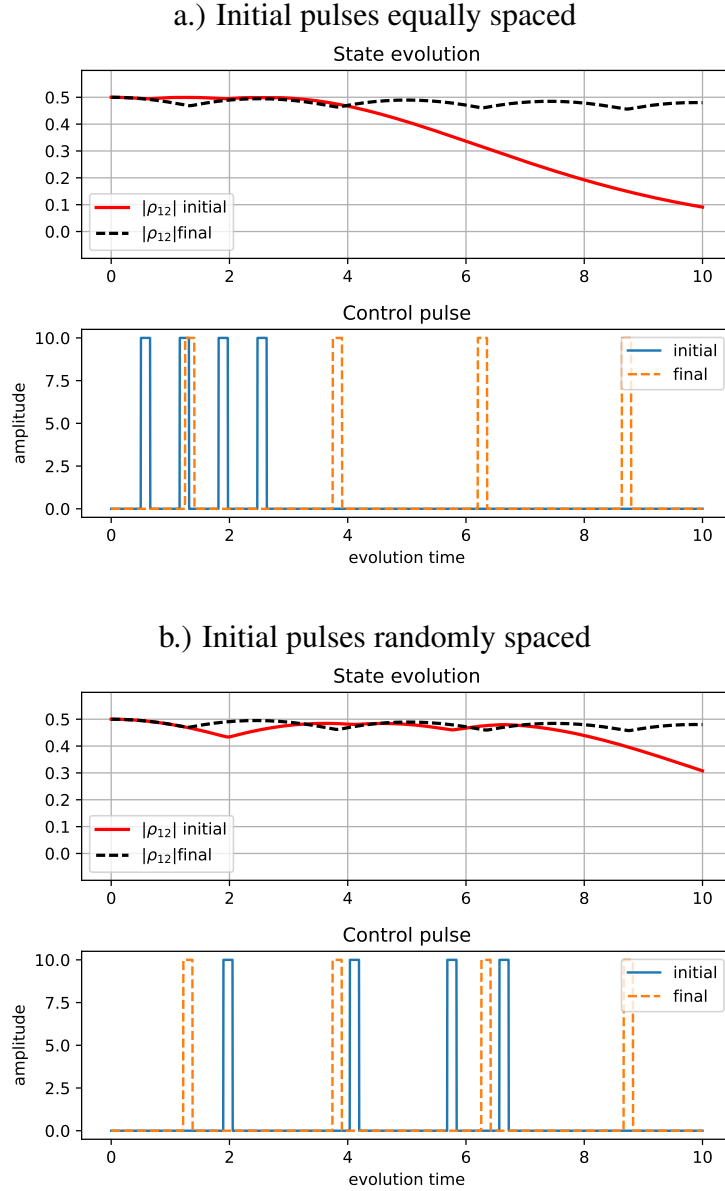 a.) Initial pulses equally spaced
State evolution
0.5
0.4
0.3
0.2
0.1
0.0
|ρ12| initial
|ρ12|final
0 2 4 6 8 10
Control pulse
10.0
7.5
5.0
2.5
0.0
amplitude
initial
final
0 2 4 6 8 10
evolution time
b.) Initial pulses randomly spaced
State evolution
0.5
0.4
0.3
0.2
0.1
0.0
|ρ12| initial
|ρ12|final
0 2 4 6 8 10
Control pulse
10.0
7.5
5.0
2.5
0.0
amplitude
initial
final
0 2 4 6 8 10
evolution time